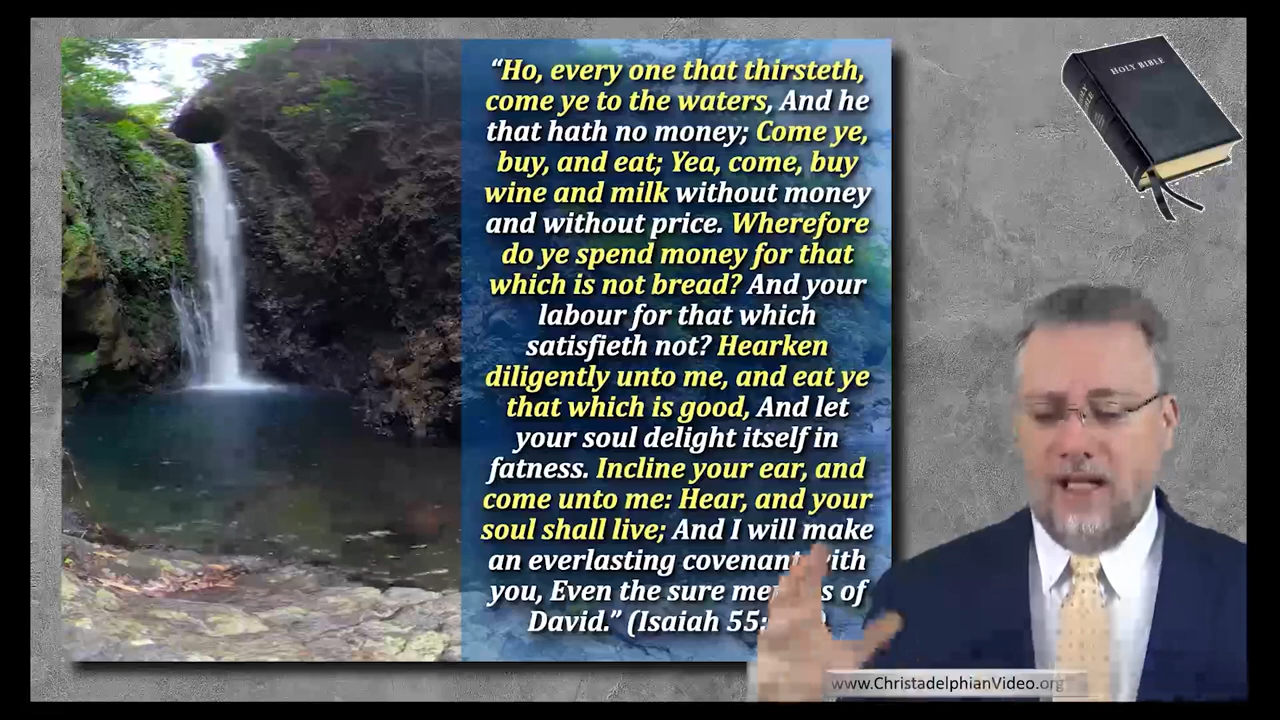 “Ho, every one that thirsteth,
come ye to the waters, And he
that hath no money; Come ye,
buy, and eat; Yea, come, buy
wine and milk without money
and without price. Wherefore
do ye spend money for that
which is not bread? And your
labour for that which
satisfieth not? Hearken
diligently unto me, and eat ye
that which is good, And let
your soul delight itself in
fatness. Incline your ear, and
come unto me: Hear, and your
soul shall live; And I will make
an everlasting covenant with
you, Even the sure mercies of
David.” (Isaiah 55:
HOLY BIBLE
www.ChristadelphianVideo.org